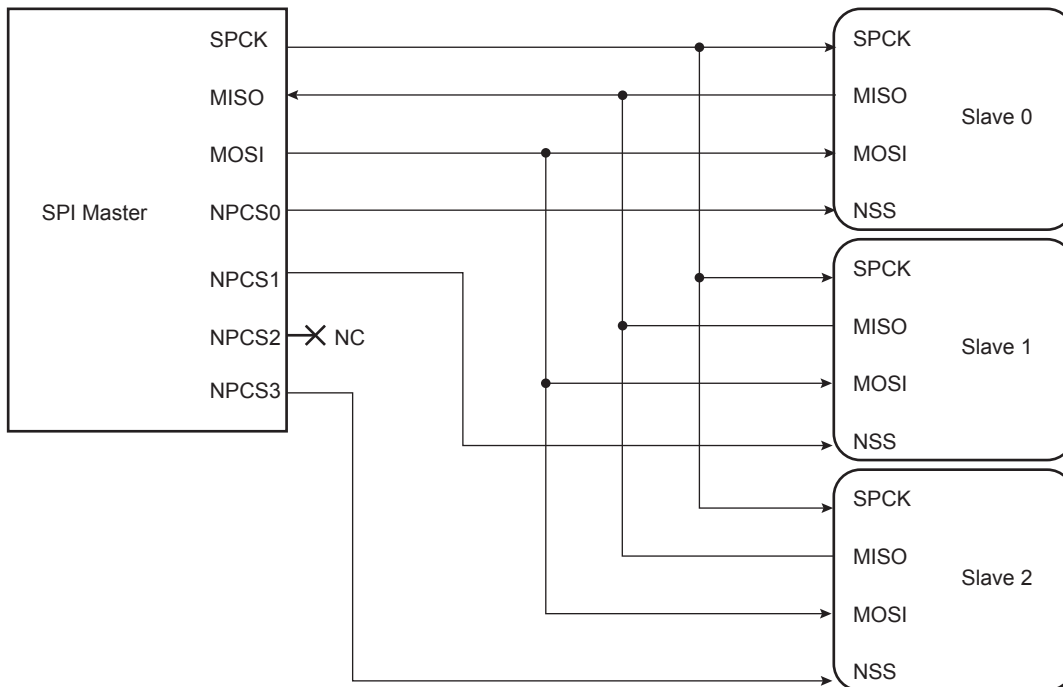 SPCK
MISO
MOSI
SPI Master
NPCS0
NPCS1
NPCS2
NC
NPCS3
SPCK
MISO
Slave 0
MOSI
NSS
SPCK
MISO
Slave 1
MOSI
NSS
SPCK
MISO
Slave 2
MOSI
NSS